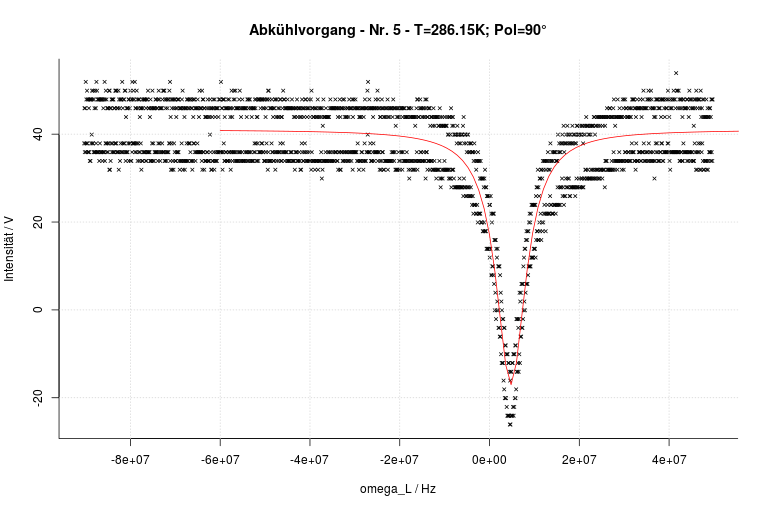 Abkühlvorgang - Nr. 5 - T=286.15K; Pol=90°
Intensität / V
40
20
0
-20
-8e+07 -6e+07 -4e+07 -2e+07 0e+00 2e+07 4e+07
omega_L / Hz